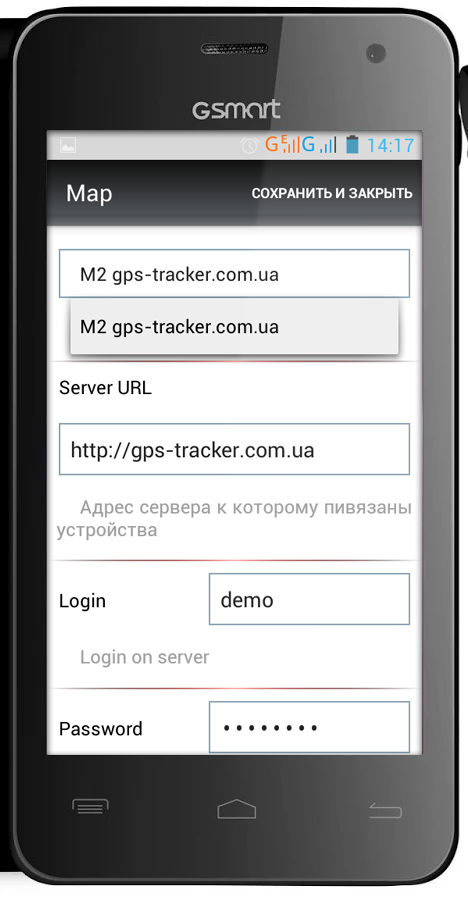 GSmart
G E G 14:17
Map СОХРАНИТЬ И ЗАКРЫТЬ
M2 gps-tracker.com.ua
M2 gps-tracker.com.ua
Server URL
http://gps-tracker.com.ua
Адрес сервера к которому пивязаны
устройства
Login demo
Login on server
Password ••••••••